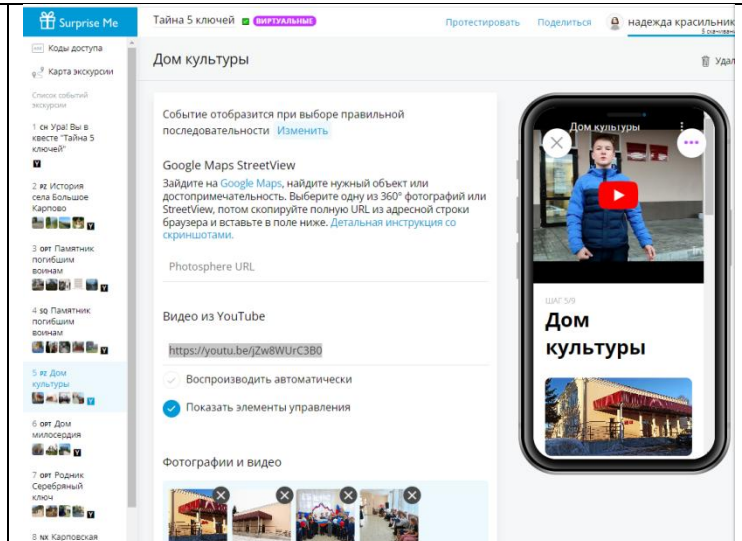 Surprise Me
Тайна 5 ключей ВИРТУАЛЬНЫЕ
Протестировать
Поделиться
надежда красильник
Коды доступа
Карта экскурсии
Список событий
экскурсии
1 сн Ура! Вы в
квесте "Тайна 5
ключей"
2 PZ История
села Большое
Карпово
3 OPT Памятник
погибшим
воинам
4 SQ Памятник
погибшим
воинам
5 PZ Дом
культуры
6 OPT Дом
милосердия
7 OPT Родник
Серебряный
ключ
8 NX Карповская
Дом культуры
Удал
Событие отобразится при выборе правильной
последовательности Изменить
Google Maps StreetView
Зайдите на Google Maps, найдите нужный объект или
достопримечательность. Выберите одну из 360° фотографий или
StreetView, потом скопируйте полную URL из адресной строки
браузера и вставьте в поле ниже. Детальная инструкция со
скриншотами.
Photosphere URL
Видео из YouTube
https://youtu.be/jZw8WUrC3B0
Воспроизводить автоматически
Показать элементы управления
Фотографии и видео
Дом культуры
ШАГ 5/9
Дом
культуры